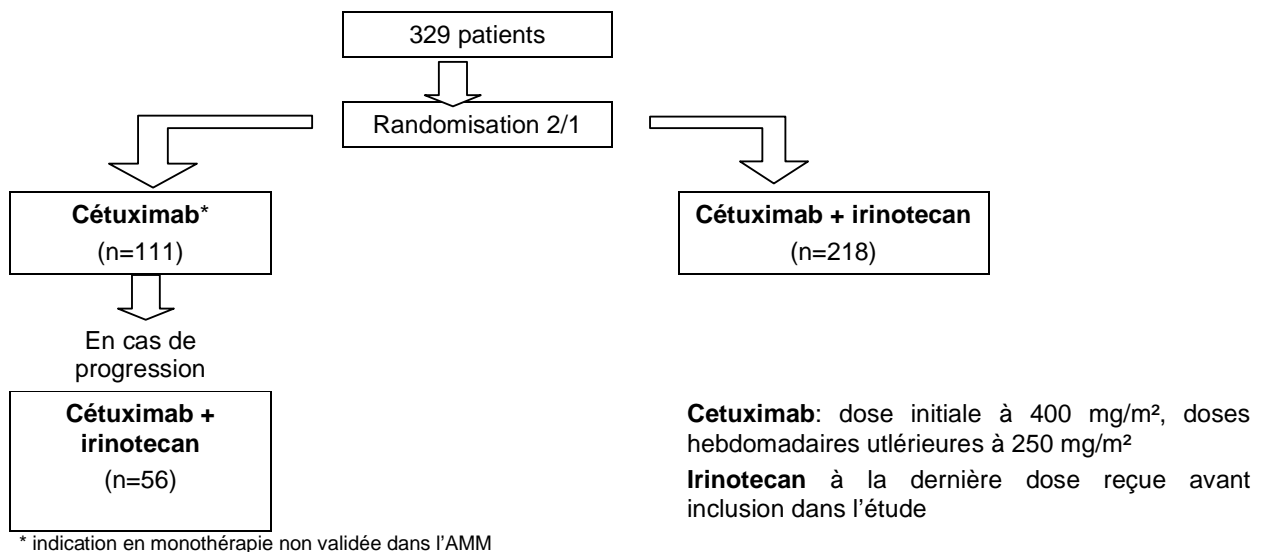 329 patients
Randomisation 2/1
Cétuximab*
(n=111)
Cétuximab + irinotecan
(n=218)
En cas de
progression
Cétuximab +
irinotecan
(n=56)
Cetuximab: dose initiale à 400 mg/m², doses
hebdomadaires utlérieures à 250 mg/m²
Irinotecan à la dernière dose reçue avant
inclusion dans l'étude
* indication en monothérapie non validée dans l'AMM